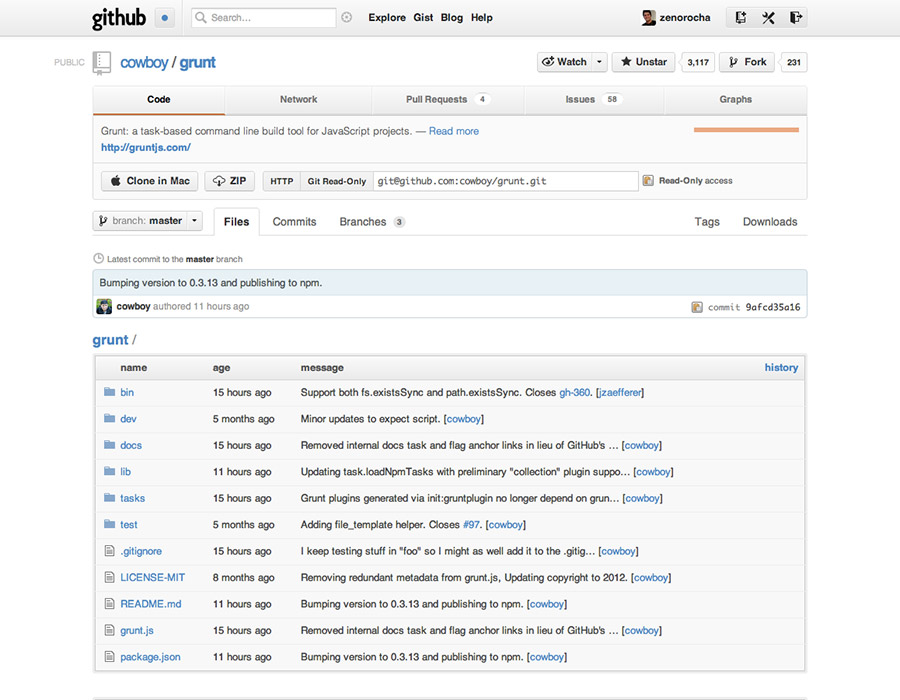 github Search... Explore Gist Blog Help zenorocha
PUBLIC cowboy / grunt Watch Unstar 3,117 Fork 231
Code Network Pull Requests 4 Issues 58 Graphs
Grunt: a task-based command line build tool for JavaScript projects. — Read more
http://gruntjs.com/
Clone in Mac ZIP HTTP Git Read-Only git@github.com:cowboy/grunt.git Read-Only access
branch: master Files Commits Branches 3 Tags Downloads
Latest commit to the master branch
Bumping version to 0.3.13 and publishing to npm.
cowboy authored 11 hours ago commit 9afcd35a16
grunt /
name age message history
bin 15 hours ago Support both fs.existsSync and path.existsSync. Closes gh-360. [jzaefferer]
dev 5 months ago Minor updates to expect script. [cowboy]
docs 15 hours ago Removed internal docs task and flag anchor links in lieu of GitHub's … [cowboy]
lib 11 hours ago Updating task.loadNpmTasks with preliminary "collection" plugin suppo… [cowboy]
tasks 15 hours ago Grunt plugins generated via init:gruntplugin no longer depend on grun… [cowboy]
test 5 months ago Adding file_template helper. Closes #97. [cowboy]
.gitignore 15 hours ago I keep testing stuff in "foo" so I might as well add it to the .gitig… [cowboy]
LICENSE-MIT 8 months ago Removing redundant metadata from grunt.js, Updating copyright to 2012. [cowboy]
README.md 11 hours ago Bumping version to 0.3.13 and publishing to npm. [cowboy]
grunt.js 15 hours ago Removed internal docs task and flag anchor links in lieu of GitHub's … [cowboy]
package.json 11 hours ago Bumping version to 0.3.13 and publishing to npm. [cowboy]